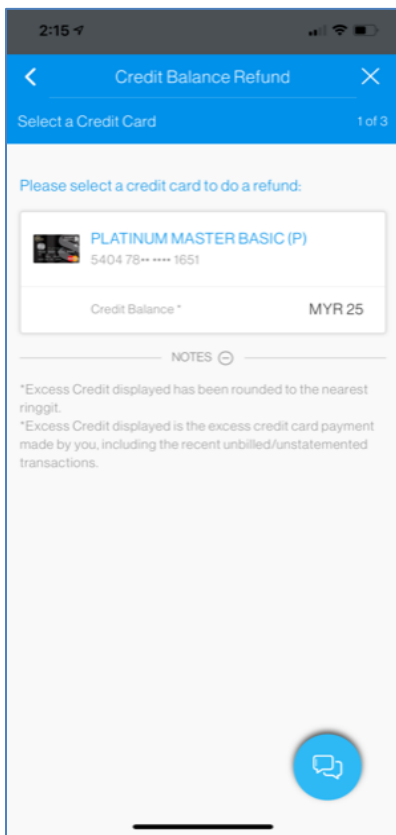 2:15
Credit Balance Refund
Select a Credit Card 1 of 3
Please select a credit card to do a refund:
PLATINUM MASTER BASIC (P)
5404 78•• •••• 1651
Credit Balance * MYR 25
NOTES
*Excess Credit displayed has been rounded to the nearest
ringgit.
*Excess Credit displayed is the excess credit card payment
made by you, including the recent unbilled/unstatemented
transactions.